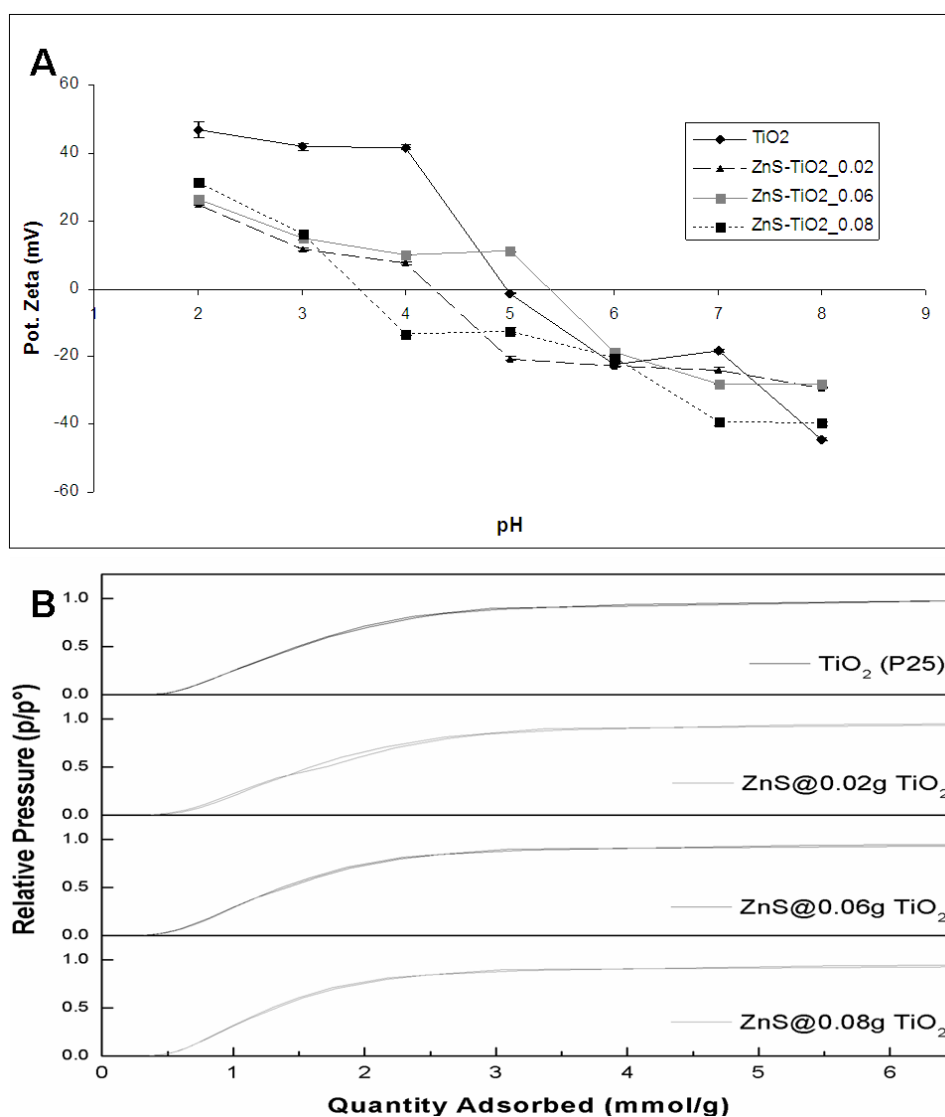 A
60
40
20
0
-20
-40
-60
Pot. Zeta (mV)
1 2 3 4 5 6 7 8 9
pH
TiO2
ZnS-TiO2_0.02
ZnS-TiO2_0.06
ZnS-TiO2_0.08
B
Relative Pressure (p/p°)
1.0
0.5
0.0
TiO₂ (P25)
1.0
0.5
0.0
ZnS@0.02g TiO₂
1.0
0.5
0.0
ZnS@0.06g TiO₂
1.0
0.5
0.0
ZnS@0.08g TiO₂
0 1 2 3 4 5 6
Quantity Adsorbed (mmol/g)